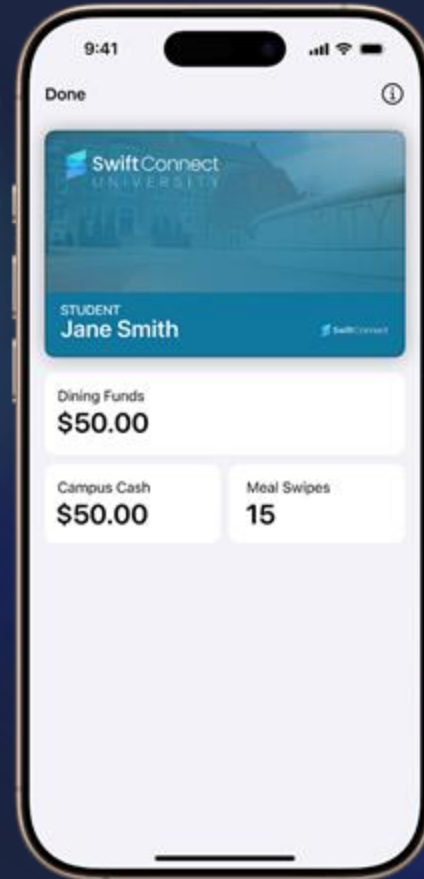 9:41
Done
SwiftConnect
UNIVERSITY
STUDENT
Jane Smith
SwiftConnect
Dining Funds
$50.00
Campus Cash
$50.00
Meal Swipes
15